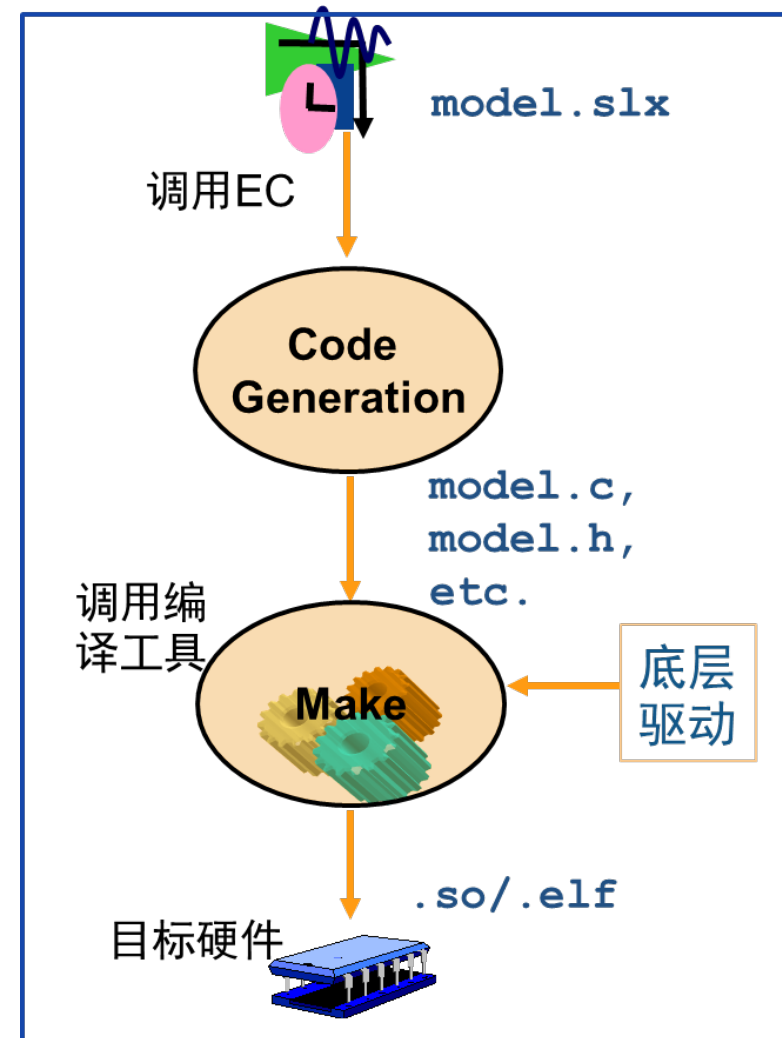 model.slx
调用EC
Code
Generation
model.c,
model.h,
etc.
调用编
译工具
Make
底层
驱动
.so/.elf
目标硬件